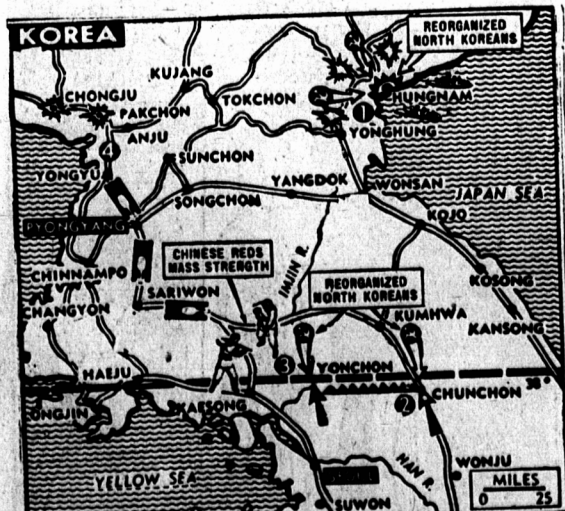 KOREA
REORGANIZED
NORTH KOREANS
KUJANG
CHONGJU
TOKCHON
HUNGNAM
PAKCHON
1
ANJU
YONGHUNG
4
SUNCHON
YONGYU
YANGDOK
WONSAN
JAPAN SEA
SONGCHON
KOJO
PYONGYANG
CHINESE REDS
MASS STRENGTH
IMJIN R.
CHINNAMPO
REORGANIZED
NORTH KOREANS
KOSONG
SARIWON
CHANGYON
KUMHWA
KANSONG
3
YONCHON
HAEJU
38°
CHUNCHON
2
ONGJIN
KAESONG
HAN R.
WONJU
YELLOW SEA
MILES
0 25
SUWON